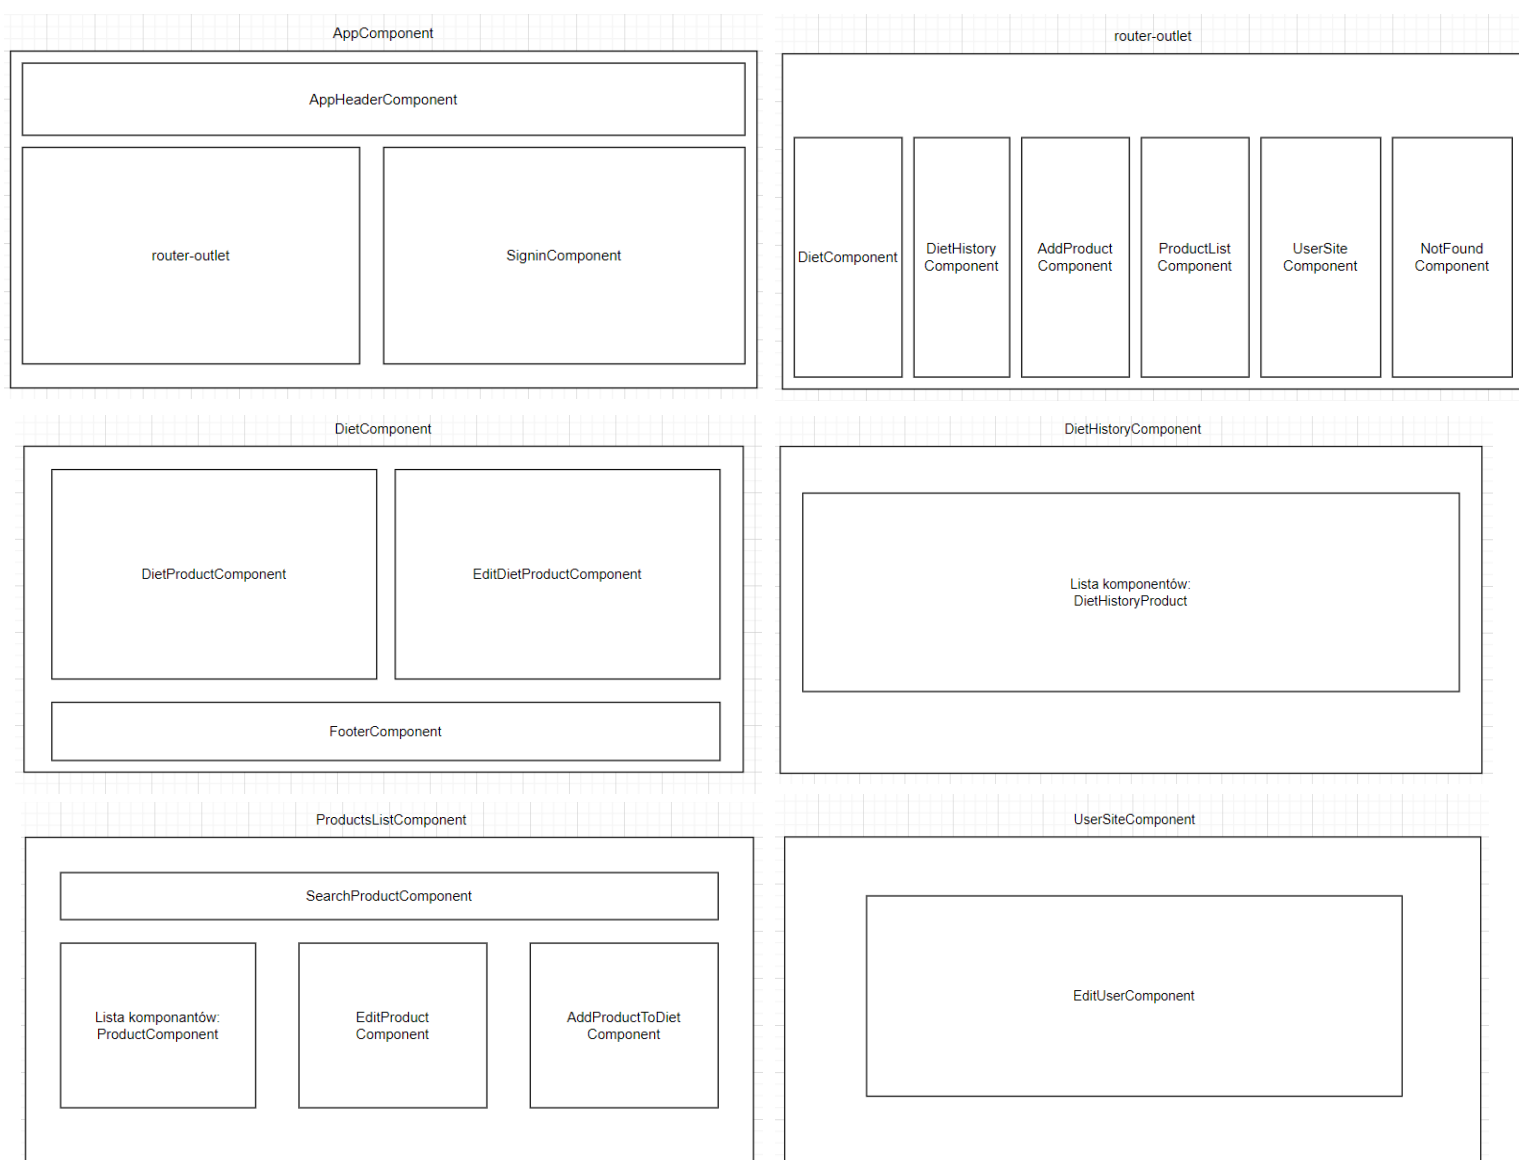 AppComponent
AppHeaderComponent
router-outlet
SigninComponent
router-outlet
DietComponent
DietHistory
Component
AddProduct
Component
ProductList
Component
UserSite
Component
NotFound
Component
DietComponent
DietProductComponent
EditDietProductComponent
FooterComponent
DietHistoryComponent
Lista komponentów:
DietHistoryProduct
ProductsListComponent
SearchProductComponent
Lista komponantów:
ProductComponent
EditProduct
Component
AddProductToDiet
Component
UserSiteComponent
EditUserComponent